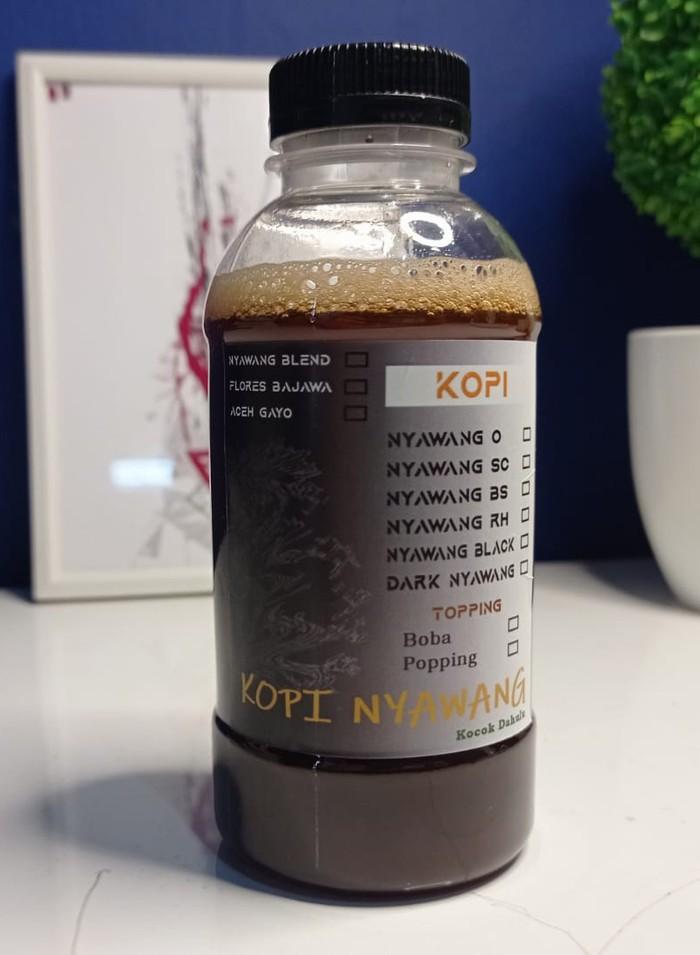 NYAWANG BLEND
FLORES BAJAWA
ACEH GAYO
KOPI
NYAWANG O
NYAWANG SC
NYAWANG BS
NYAWANG RH
NYAWANG BLACK
DARK NYAWANG
TOPPING
Boba
Popping
KOPI NYAWANG
Kocok Dahulu